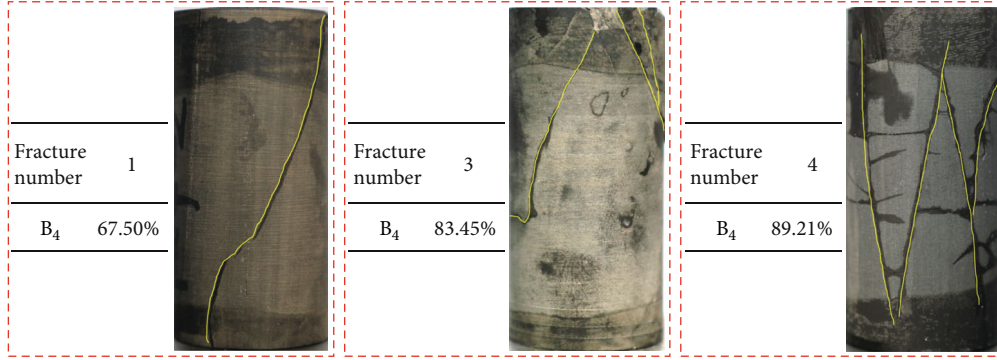 Fracture
number 1
B₄ 67.50%
Fracture
number 3
B₄ 83.45%
Fracture
number 4
B₄ 89.21%